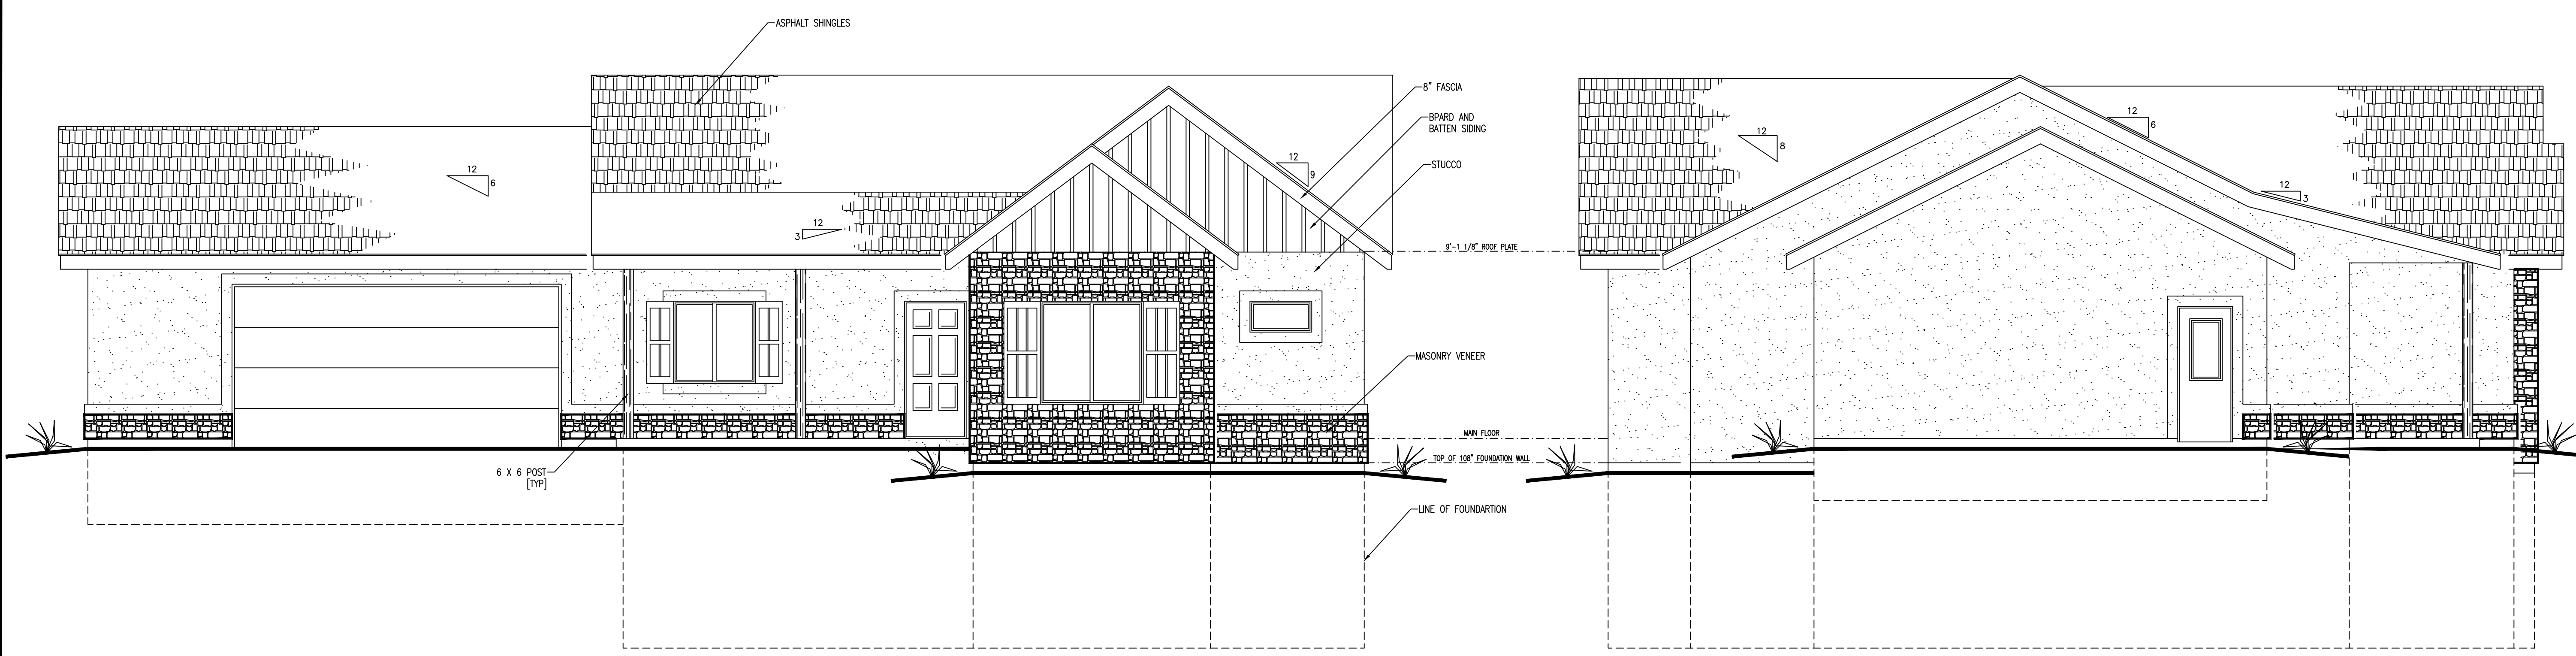 ASPHALT SHINGLES
8" FASCIA
BPARD AND
BATTEN SIDING
STUCCO
12
6
12
3
12
9
9'-1 1/8" ROOF PLATE
MASONRY VENEER
MAIN FLOOR
TOP OF 108" FOUNDATION WALL
6 X 6 POST
[TYP]
LINE OF FOUNDARTION
12
8
12
6
12
3